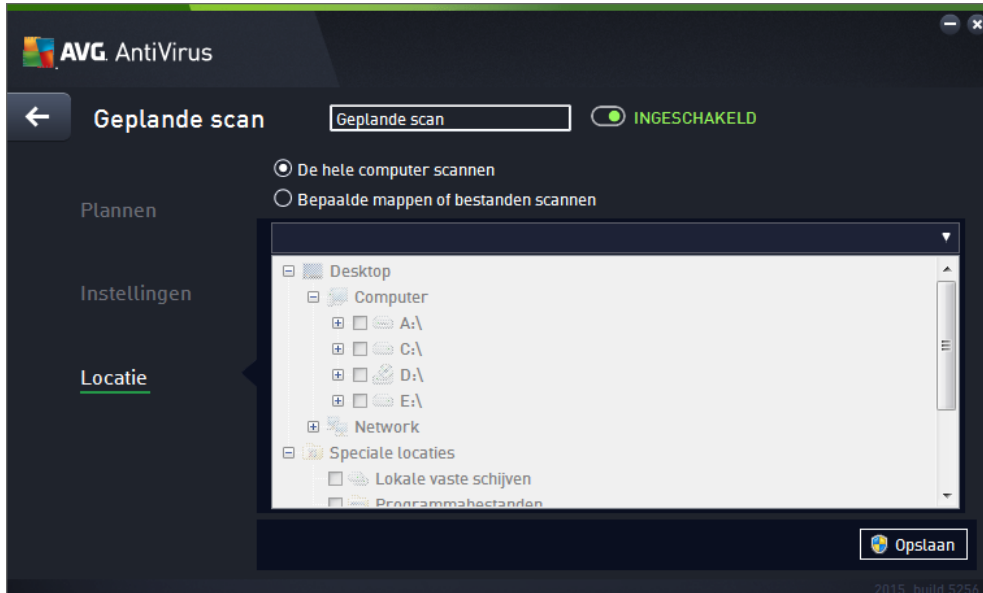 AVG. AntiVirus
Geplande scan
Geplande scan
INGESCHAKELD
De hele computer scannen
Bepaalde mappen of bestanden scannen
Plannen
Instellingen
Locatie
Desktop
Computer
A:\
C:\
D:\
E:\
Network
Speciale locaties
Lokale vaste schijven
Programmabestanden
Opslaan
2015, build 5256